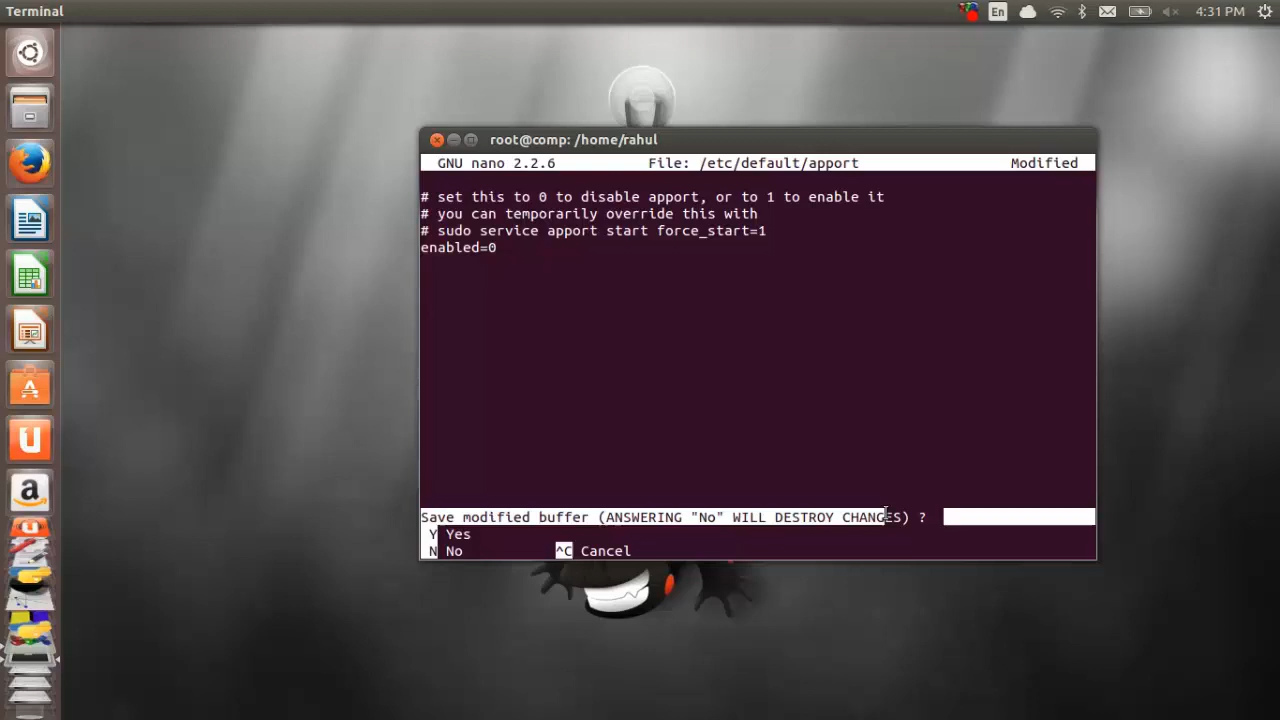 Terminal
En
4:31 PM
root@comp: /home/rahul
GNU nano 2.2.6 File: /etc/default/apport Modified
# set this to 0 to disable apport, or to 1 to enable it
# you can temporarily override this with
# sudo service apport start force_start=1
enabled=0
Save modified buffer (ANSWERING "No" WILL DESTROY CHANGES) ?
Y Yes
N No ^C Cancel